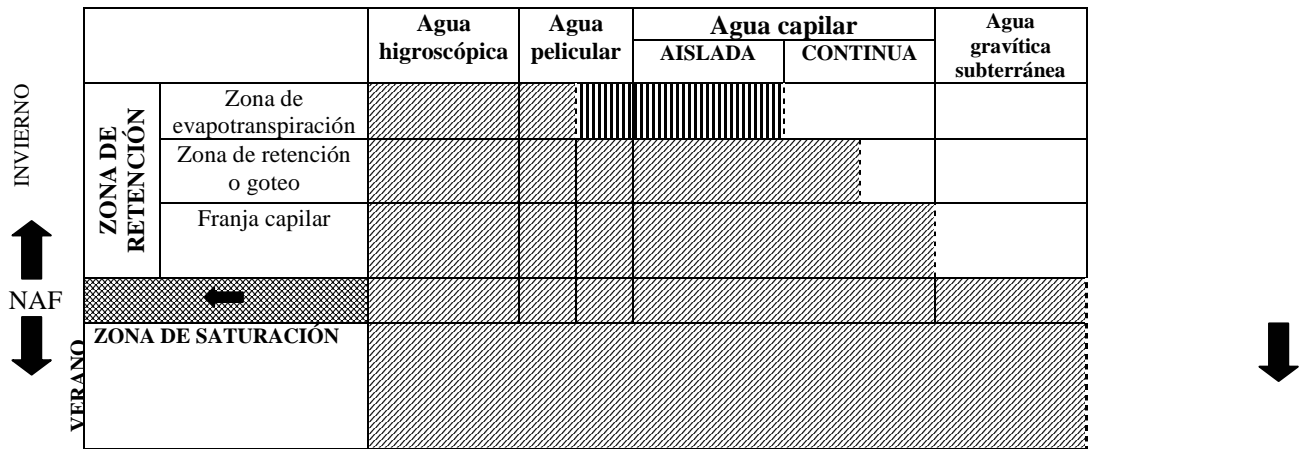 Agua
higroscópica
Agua
pelicular
Agua capilar
AISLADA
CONTINUA
Agua
gravítica
subterránea
INVIERNO
ZONA DE
RETENCIÓN
Zona de
evapotranspiración
Zona de retención
o goteo
Franja capilar
NAF
VERANO
ZONA DE SATURACIÓN